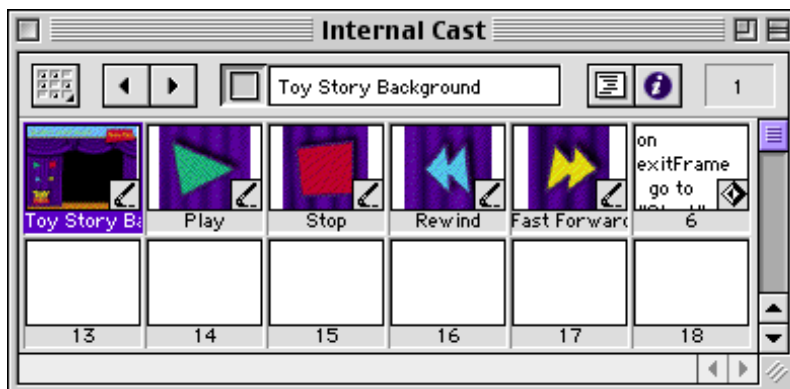 Internal Cast
Toy Story Background
1
on
exitFrame
go to
Toy Story Ba
Play
Stop
Rewind
Fast Forward
6
13
14
15
16
17
18